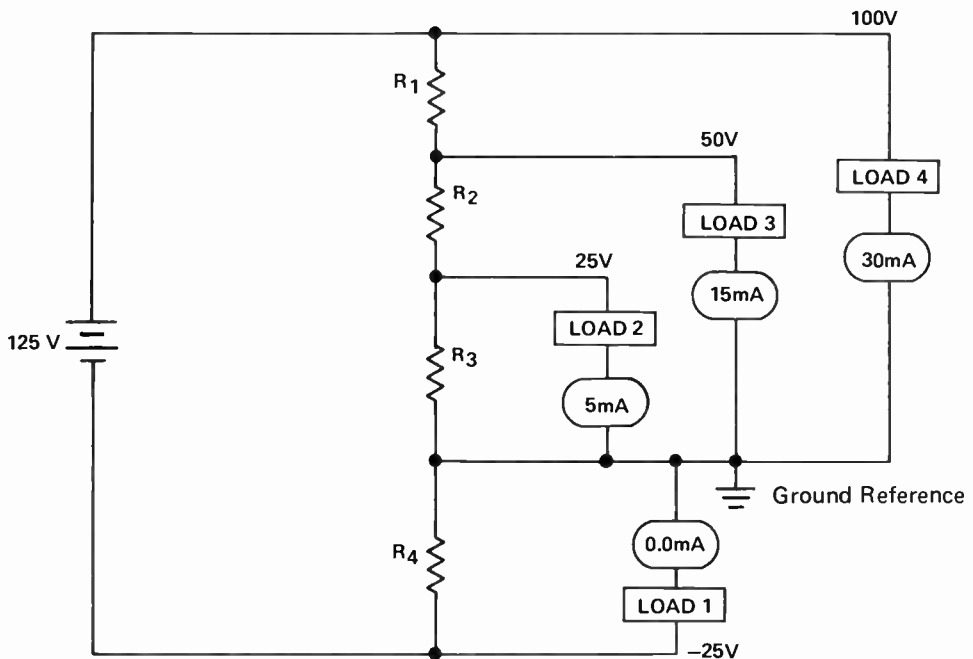 100V
R1
50V
LOAD 4
R2
LOAD 3
25V
30mA
15mA
LOAD 2
125 V
R3
5mA
Ground Reference
0.0mA
R4
LOAD 1
–25V